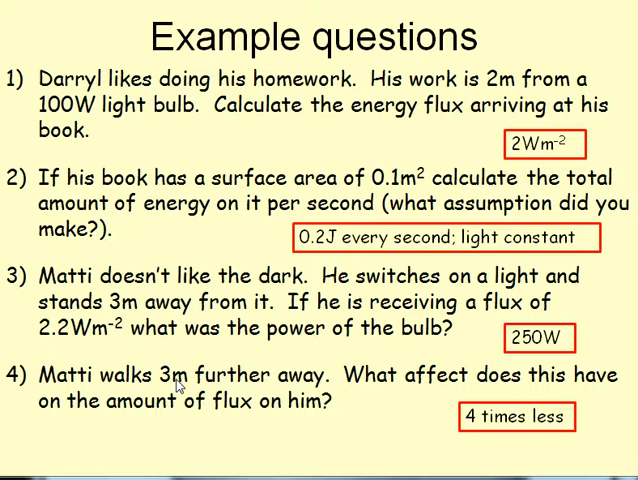 Example questions
1) Darryl likes doing his homework. His work is 2m from a
100W light bulb. Calculate the energy flux arriving at his
book.
2Wm⁻²
2) If his book has a surface area of 0.1m² calculate the total
amount of energy on it per second (what assumption did you
make?).
0.2J every second; light constant
3) Matti doesn't like the dark. He switches on a light and
stands 3m away from it. If he is receiving a flux of
2.2Wm⁻² what was the power of the bulb?
250W
4) Matti walks 3m further away. What affect does this have
on the amount of flux on him?
4 times less